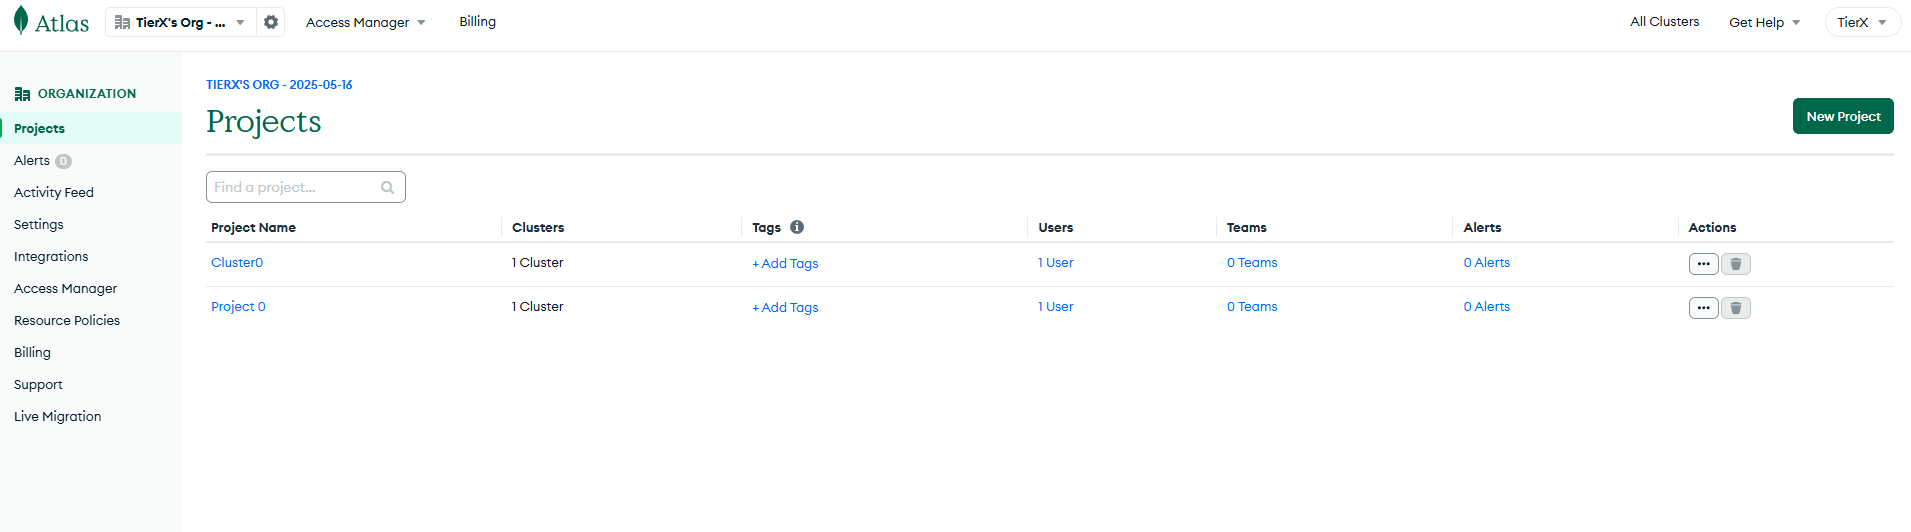 Atlas TierX's Org - ... Access Manager Billing All Clusters Get Help TierX
ORGANIZATION
Projects
Alerts 0
Activity Feed
Settings
Integrations
Access Manager
Resource Policies
Billing
Support
Live Migration
TIERX'S ORG - 2025-05-16
Projects
New Project
Find a project...
Project Name Clusters Tags Users Teams Alerts Actions
Cluster0 1 Cluster + Add Tags 1 User 0 Teams 0 Alerts
Project 0 1 Cluster + Add Tags 1 User 0 Teams 0 Alerts